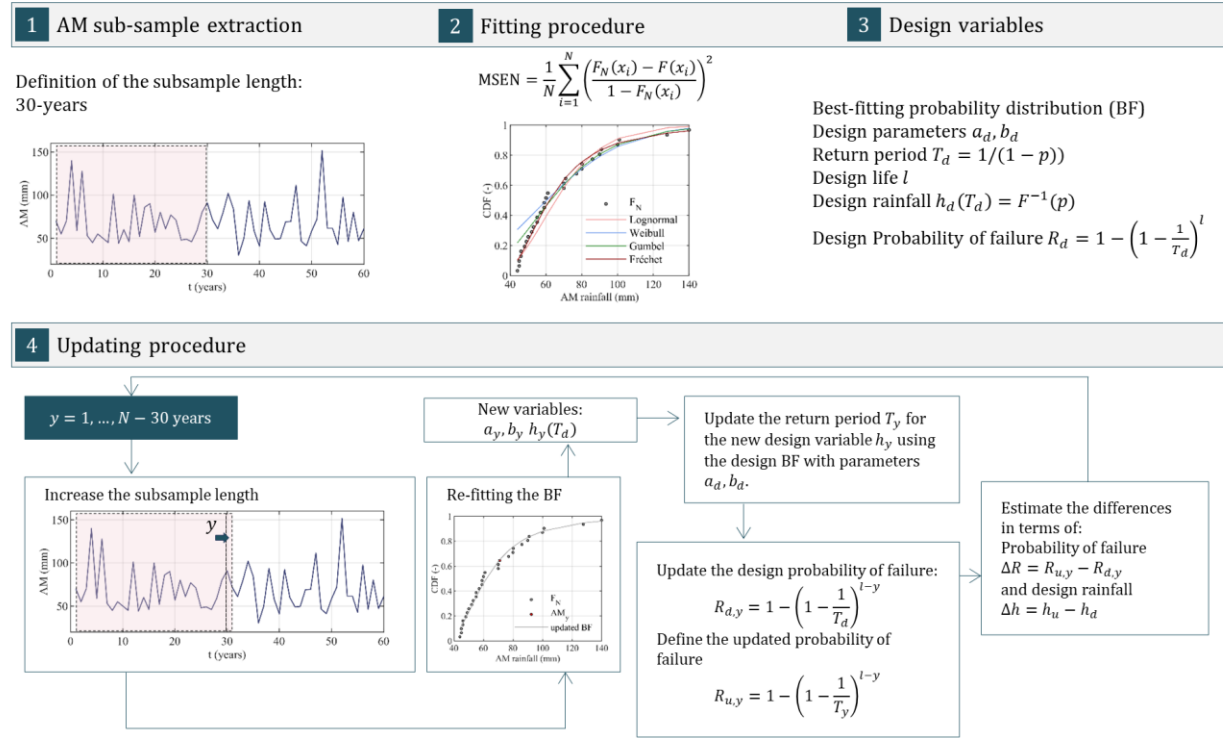 1 AM sub-sample extraction
2 Fitting procedure
3 Design variables
Definition of the subsample length:
30-years
AM (mm)
150
100
50
0 10 20 30 40 50 60
t (years)
MSEN = 1/N ∑_{i=1}^{N} ((F_N(x_i) − F(x_i))/(1 − F_N(x_i)))^2
CDF (-)
1
0.8
0.6
0.4
0.2
0
F_N
Lognormal
Weibull
Gumbel
Fréchet
40 60 80 100 120 140
AM rainfall (mm)
Best-fitting probability distribution (BF)
Design parameters a_d, b_d
Return period T_d = 1/(1 − p))
Design life l
Design rainfall h_d(T_d) = F^{−1}(p)
Design Probability of failure R_d = 1 − (1 − 1/T_d)^l
4 Updating procedure
y = 1, …, N − 30 years
Increase the subsample length
y
AM (mm)
150
100
50
0 10 20 30 40 50 60
t (years)
Re-fitting the BF
CDF (-)
1
0.8
0.6
0.4
0.2
0
F_N
AM_y
updated BF
40 60 80 100 120 140
AM rainfall (mm)
New variables:
a_y, b_y h_y(T_d)
Update the return period T_y for
the new design variable h_y using
the design BF with parameters
a_d, b_d.
Update the design probability of failure:
R_{d,y} = 1 − (1 − 1/T_d)^{l−y}
Define the updated probability of
failure
R_{u,y} = 1 − (1 − 1/T_y)^{l−y}
Estimate the differences
in terms of:
Probability of failure
ΔR = R_{u,y} − R_{d,y}
and design rainfall
Δh = h_u − h_d